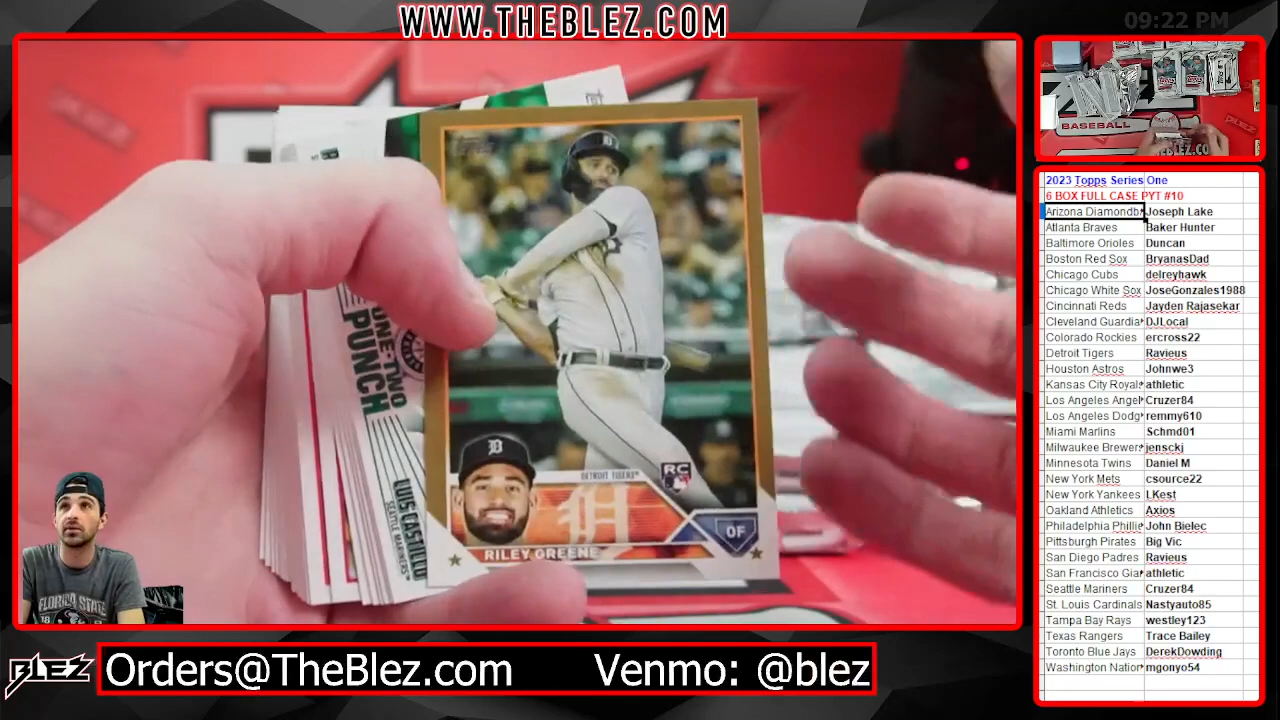 WWW.THEBLEZ.COM
09:22 PM
BASEBALL
2023 Topps Series One
6 BOX FULL CASE PYT #10
Arizona Diamondb Joseph Lake
Atlanta Braves Baker Hunter
Baltimore Orioles Duncan
Boston Red Sox BryanasDad
Chicago Cubs delreyhawk
Chicago White Sox JoseGonzales1988
Cincinnati Reds Jayden Rajasekar
Cleveland Guardia DJLocal
Colorado Rockies ercross22
Detroit Tigers Ravieus
Houston Astros Johnwe3
Kansas City Royals athletic
Los Angeles Angel Cruzer84
Los Angeles Dodg remmy610
Miami Marlins Schmd01
Milwaukee Brewers jensckj
Minnesota Twins Daniel M
New York Mets csource22
New York Yankees LKest
Oakland Athletics Axios
Philadelphia Phillie John Bielec
Pittsburgh Pirates Big Vic
San Diego Padres Ravieus
San Francisco Gia athletic
Seattle Mariners Cruzer84
St. Louis Cardinals Nastyauto85
Tampa Bay Rays westley123
Texas Rangers Trace Bailey
Toronto Blue Jays DerekDowding
Washington Nation mgonyo54
ONE-TWO
PUNCH
LUIS CASTILLO
SEATTLE MARINERS
RC
DETROIT TIGERS
OF
RILEY GREENE
FLORIDA STATE
BLEZ
Orders@TheBlez.com Venmo: @blez